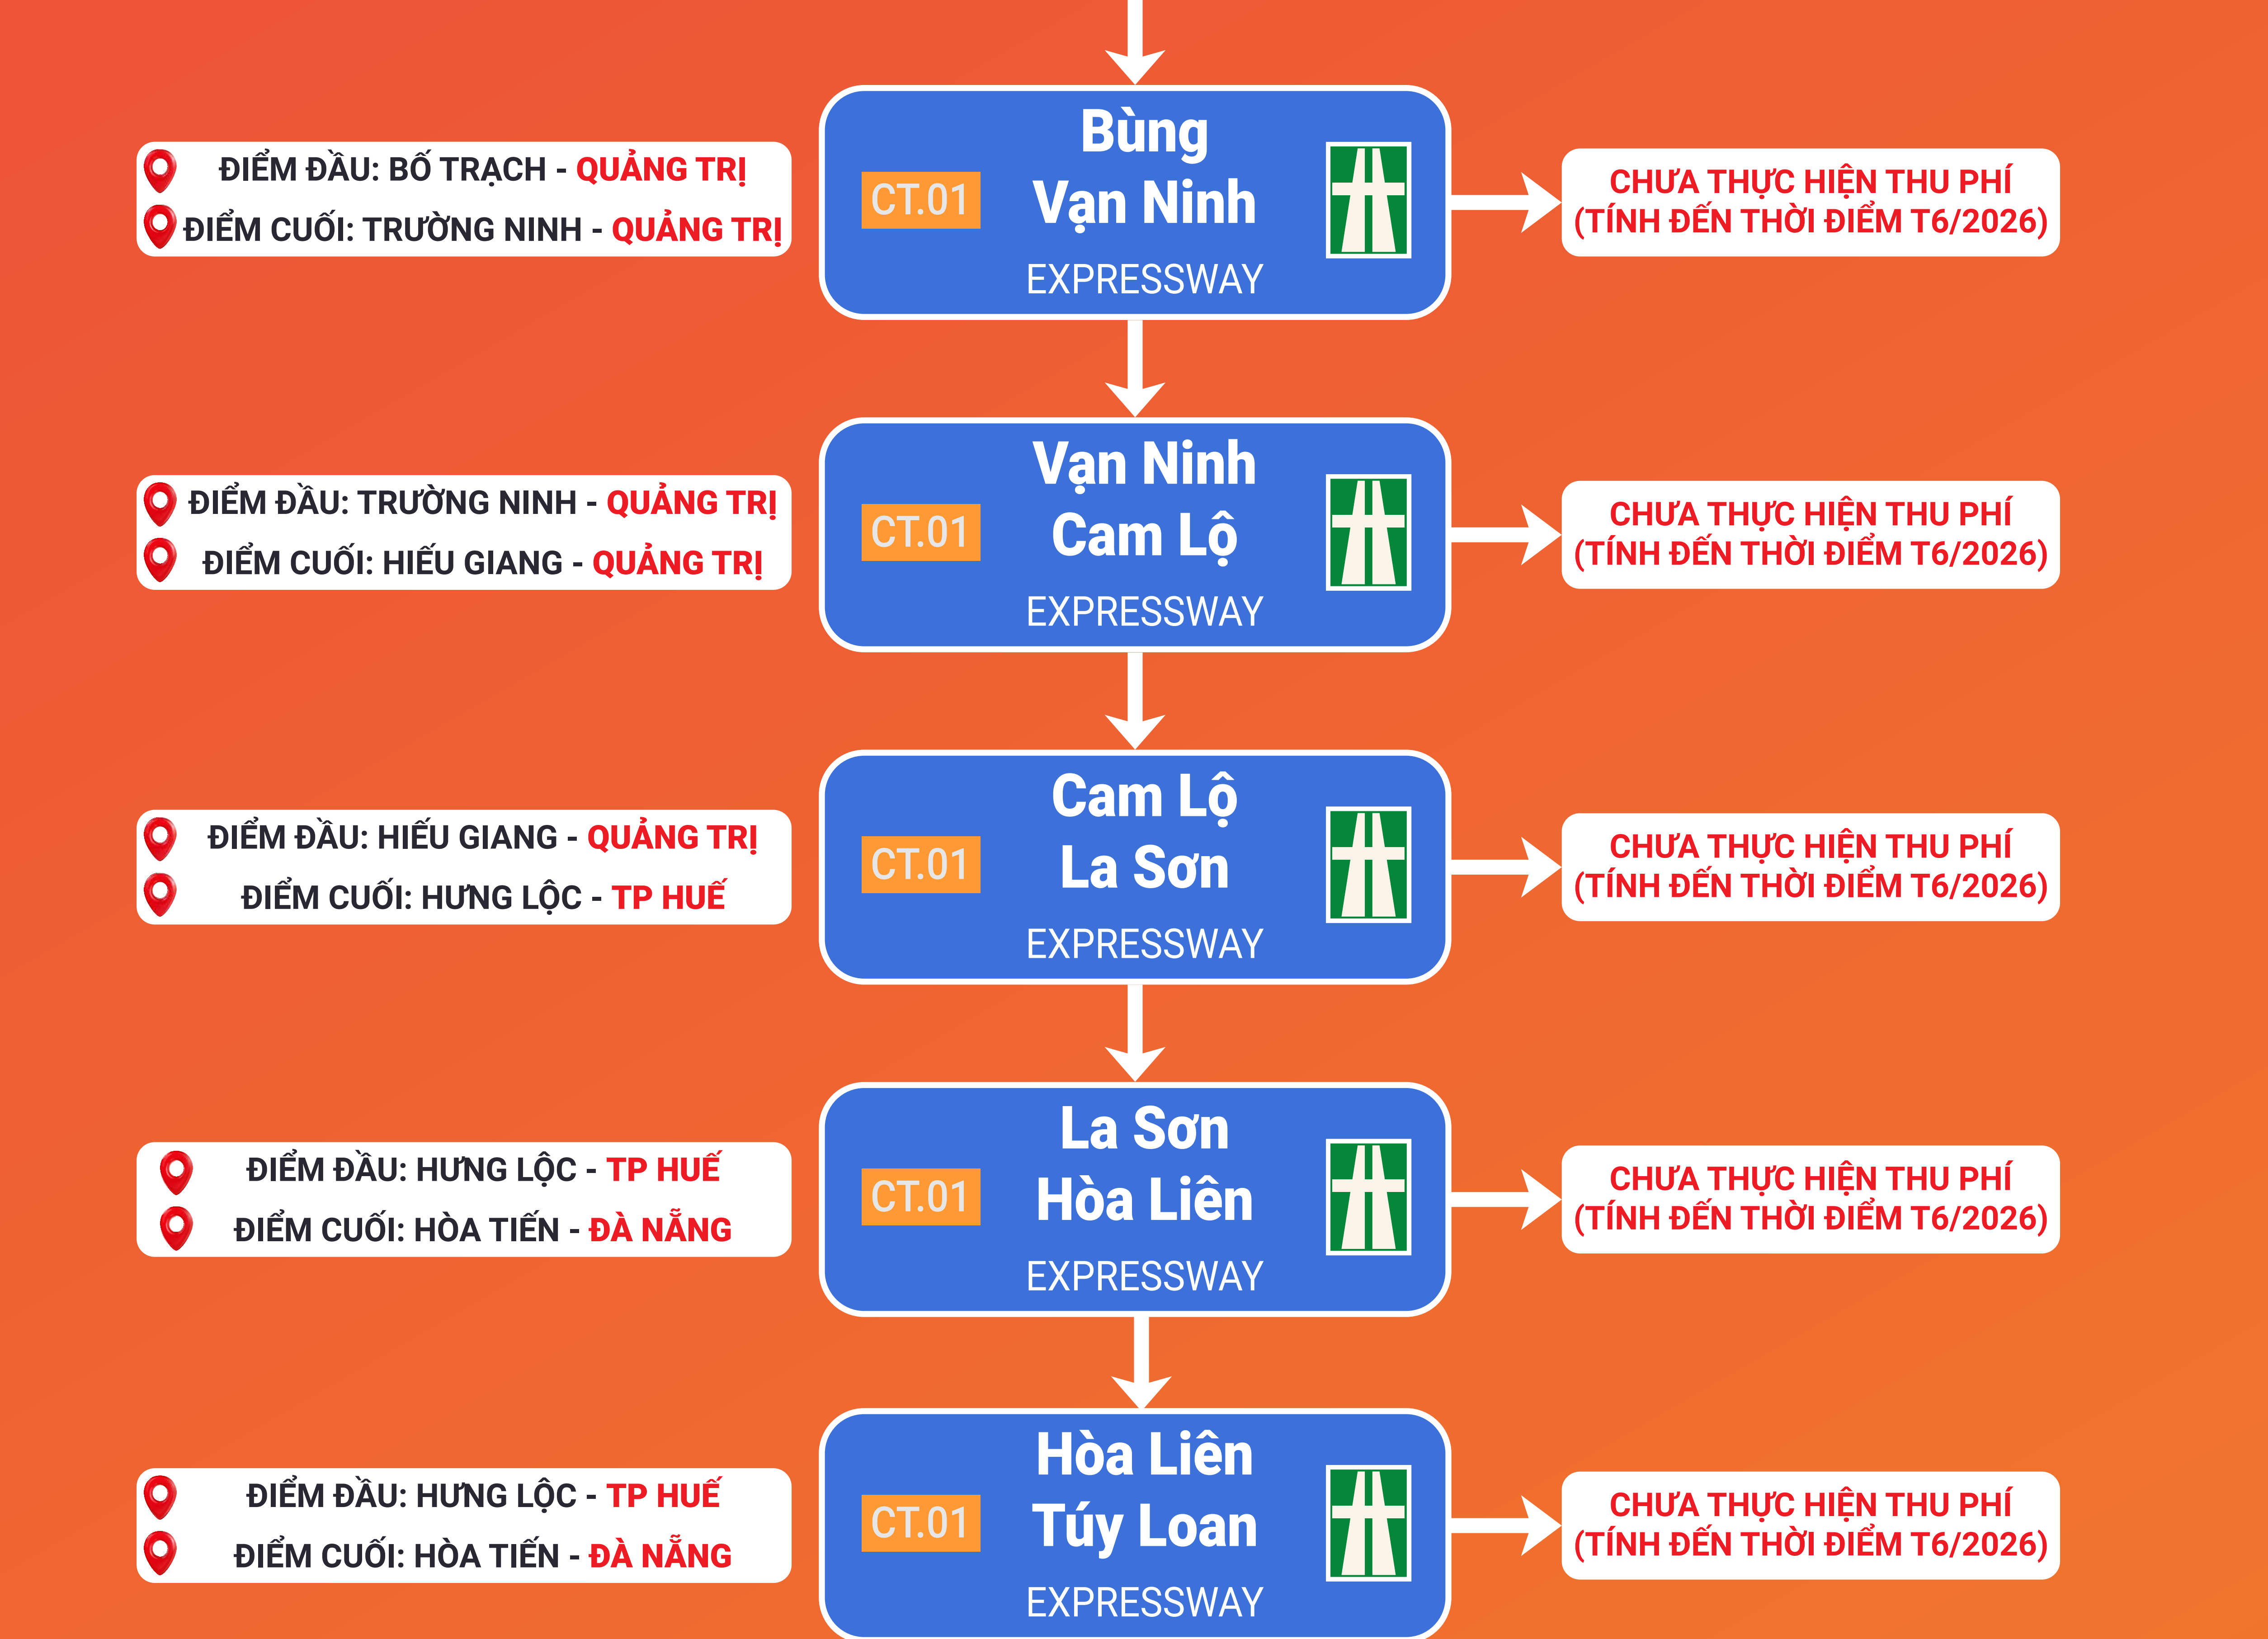 ĐIỂM ĐẦU: BỐ TRẠCH - QUẢNG TRỊ
ĐIỂM CUỐI: TRƯỜNG NINH - QUẢNG TRỊ
CT.01
Bùng
Vạn Ninh
EXPRESSWAY
CHƯA THỰC HIỆN THU PHÍ
(TÍNH ĐẾN THỜI ĐIỂM T6/2026)
ĐIỂM ĐẦU: TRƯỜNG NINH - QUẢNG TRỊ
ĐIỂM CUỐI: HIẾU GIANG - QUẢNG TRỊ
CT.01
Vạn Ninh
Cam Lộ
EXPRESSWAY
CHƯA THỰC HIỆN THU PHÍ
(TÍNH ĐẾN THỜI ĐIỂM T6/2026)
ĐIỂM ĐẦU: HIẾU GIANG - QUẢNG TRỊ
ĐIỂM CUỐI: HƯNG LỘC - TP HUẾ
CT.01
Cam Lộ
La Sơn
EXPRESSWAY
CHƯA THỰC HIỆN THU PHÍ
(TÍNH ĐẾN THỜI ĐIỂM T6/2026)
ĐIỂM ĐẦU: HƯNG LỘC - TP HUẾ
ĐIỂM CUỐI: HÒA TIẾN - ĐÀ NẴNG
CT.01
La Sơn
Hòa Liên
EXPRESSWAY
CHƯA THỰC HIỆN THU PHÍ
(TÍNH ĐẾN THỜI ĐIỂM T6/2026)
ĐIỂM ĐẦU: HƯNG LỘC - TP HUẾ
ĐIỂM CUỐI: HÒA TIẾN - ĐÀ NẴNG
CT.01
Hòa Liên
Túy Loan
EXPRESSWAY
CHƯA THỰC HIỆN THU PHÍ
(TÍNH ĐẾN THỜI ĐIỂM T6/2026)